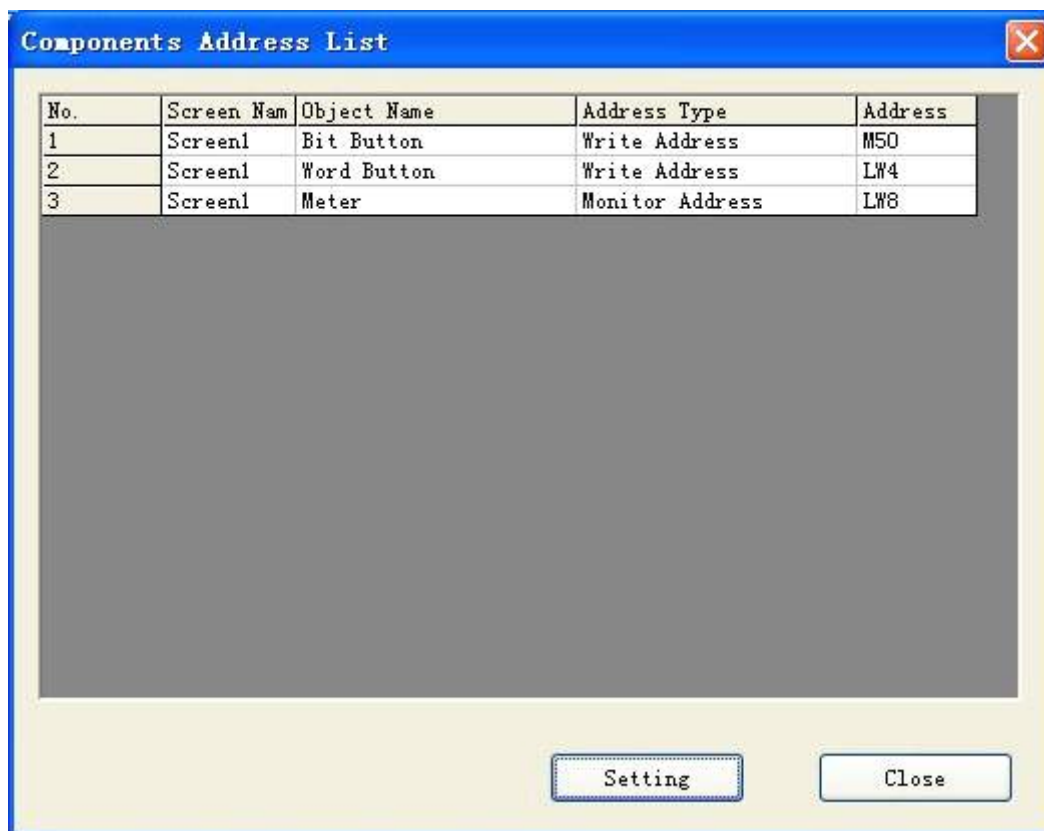 Components Address List
No. Screen Nam Object Name Address Type Address
1 Screen1 Bit Button Write Address M50
2 Screen1 Word Button Write Address LW4
3 Screen1 Meter Monitor Address LW8
Setting Close